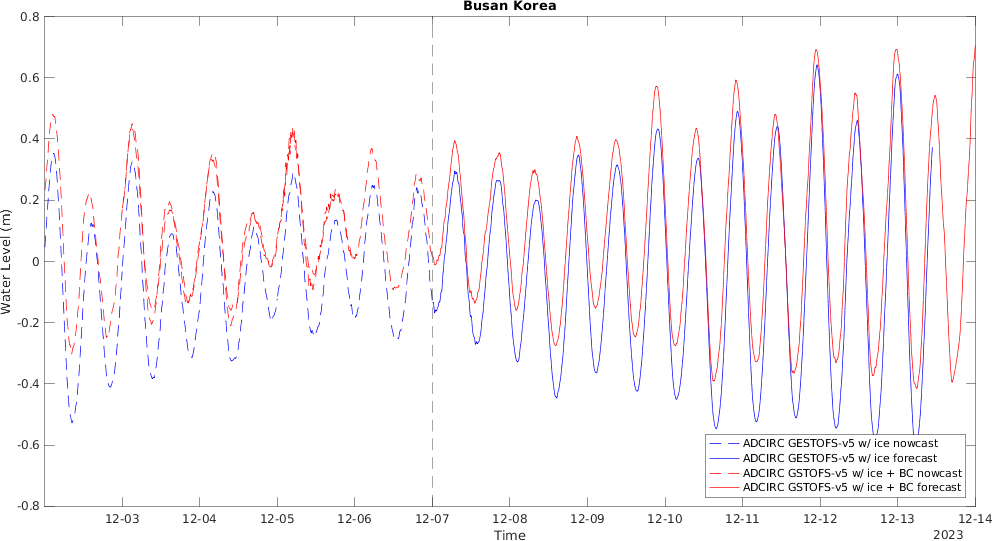 Busan Korea
0.8
0.6
0.4
0.2
0
-0.2
-0.4
-0.6
-0.8
Water Level (m)
ADCIRC GESTOFS-v5 w/ ice nowcast
ADCIRC GESTOFS-v5 w/ ice forecast
ADCIRC GSTOFS-v5 w/ ice + BC nowcast
ADCIRC GSTOFS-v5 w/ ice + BC forecast
12-03 12-04 12-05 12-06 12-07 12-08 12-09 12-10 12-11 12-12 12-13 12-14
Time
2023